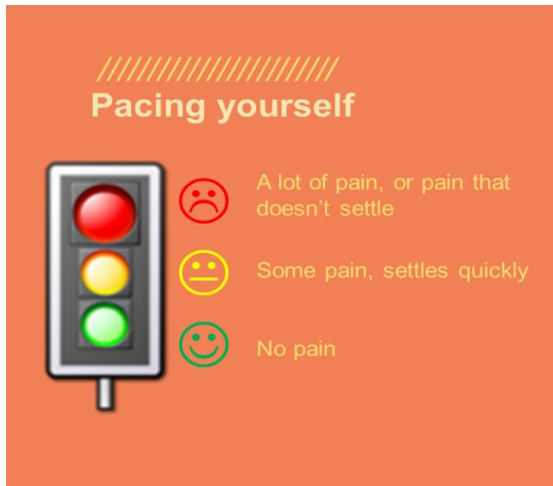 Pacing yourself
A lot of pain, or pain that
doesn’t settle
Some pain, settles quickly
No pain